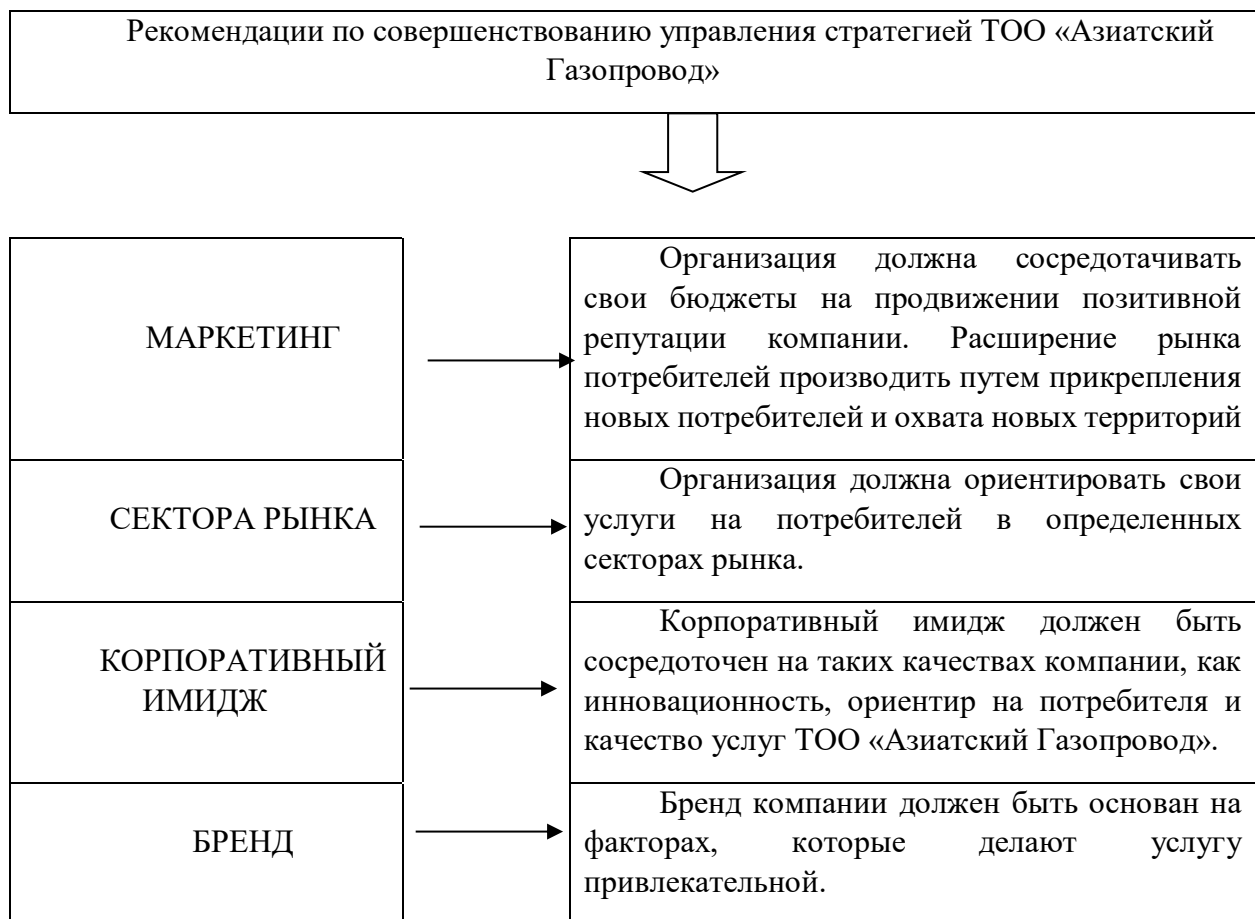 Рекомендации по совершенствованию управления стратегией ТОО «Азиатский
Газопровод»
МАРКЕТИНГ
Организация должна сосредотачивать
свои бюджеты на продвижении позитивной
репутации компании. Расширение рынка
потребителей производить путем прикрепления
новых потребителей и охвата новых территорий
СЕКТОРА РЫНКА
Организация должна ориентировать свои
услуги на потребителей в определенных
секторах рынка.
КОРПОРАТИВНЫЙ
ИМИДЖ
Корпоративный имидж должен быть
сосредоточен на таких качествах компании, как
инновационность, ориентир на потребителя и
качество услуг ТОО «Азиатский Газопровод».
БРЕНД
Бренд компании должен быть основан на
факторах, которые делают услугу
привлекательной.